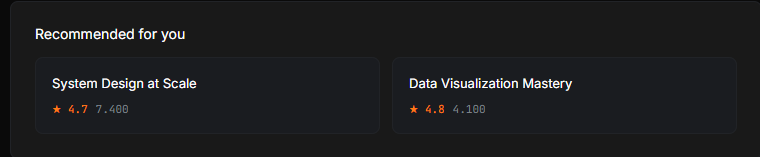 Recommended for you
System Design at Scale
★ 4.7 7.400
Data Visualization Mastery
★ 4.8 4.100